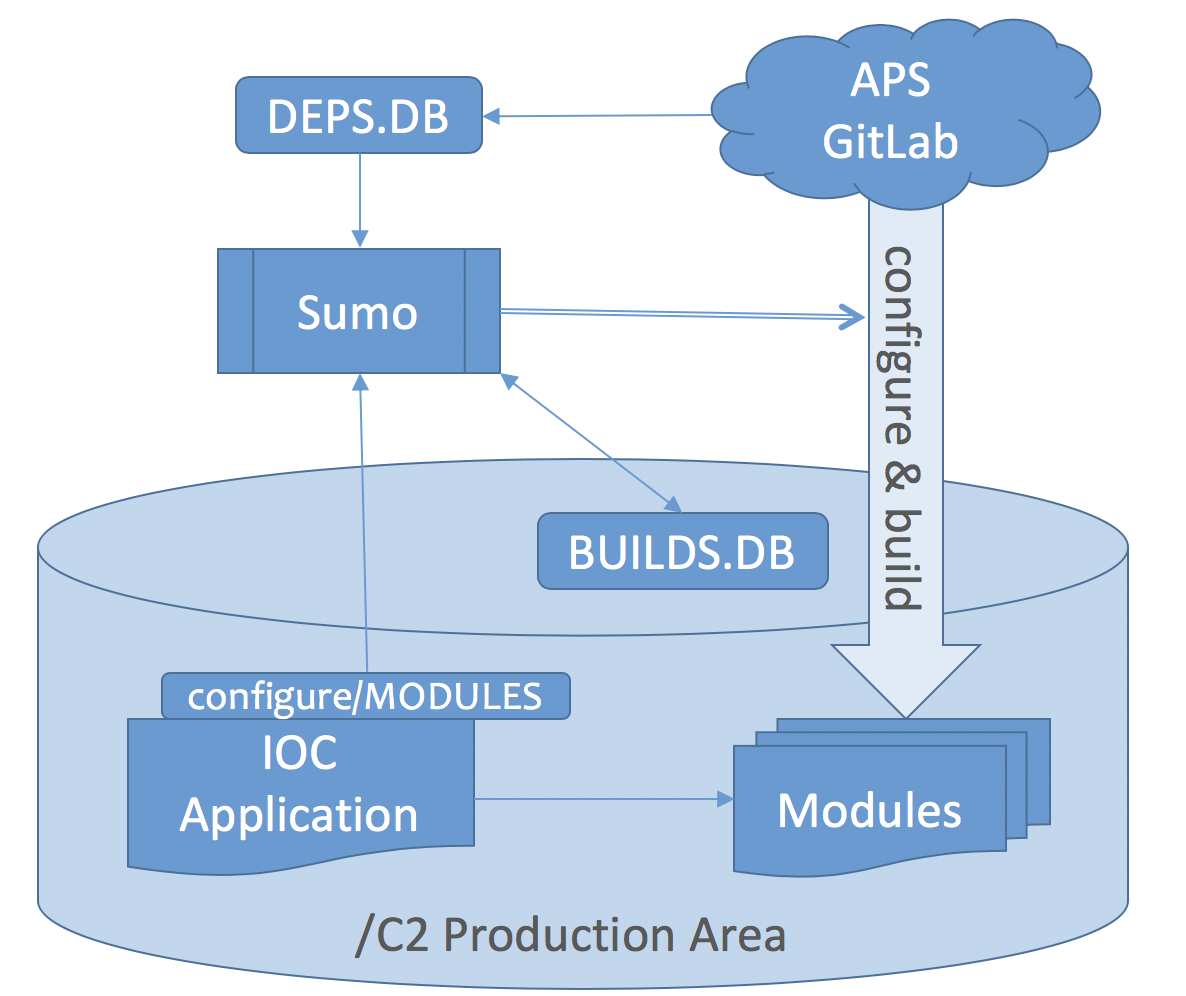 APS
GitLab
DEPS.DB
Sumo
configure & build
BUILDS.DB
configure/MODULES
IOC
Application
Modules
/C2 Production Area